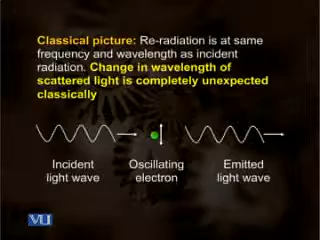 Classical picture: Re-radiation is at same
frequency and wavelength as incident
radiation. Change in wavelength of
scattered light is completely unexpected
classically
Incident Oscillating Emitted
light wave electron light wave
VU